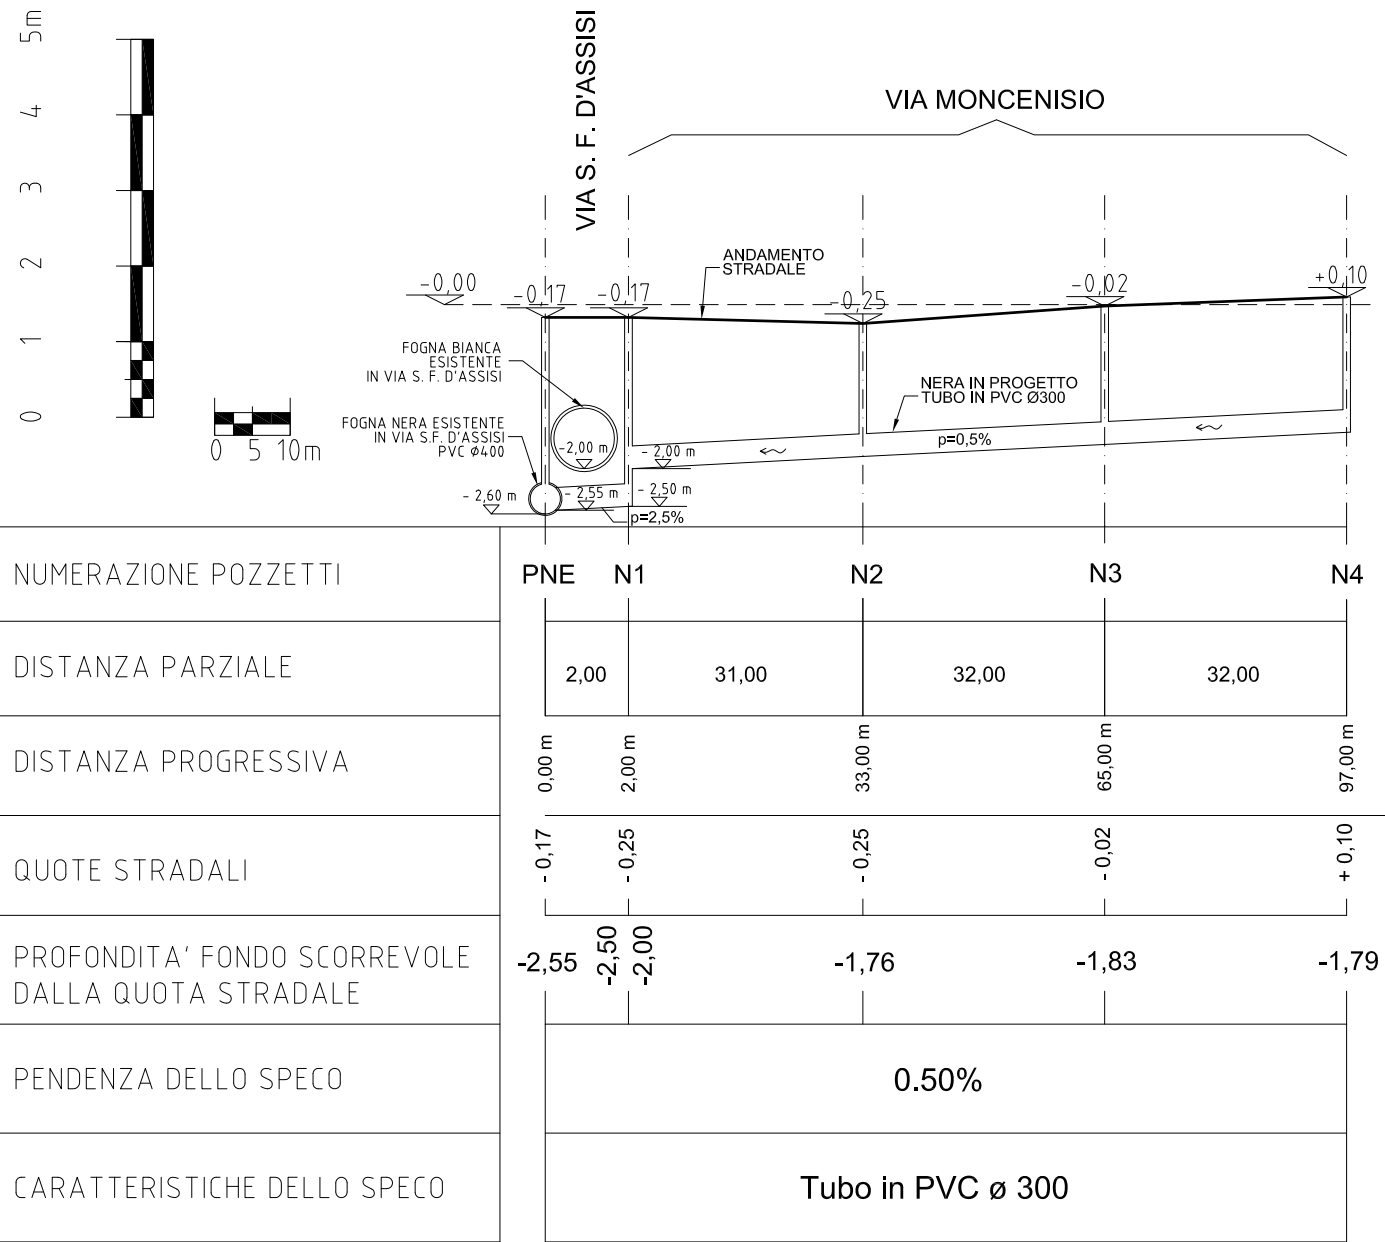 5m
4
3
2
1
0
0 5 10m
VIA S. F. D'ASSISI
VIA MONCENISIO
-0,00
-0,17
-0,17
ANDAMENTO
STRADALE
-0,25
-0,02
+0,10
FOGNA BIANCA
ESISTENTE
IN VIA S. F. D'ASSISI
FOGNA NERA ESISTENTE
IN VIA S.F. D'ASSISI
PVC Ø400
NERA IN PROGETTO
TUBO IN PVC Ø300
p=0,5%
-2,00 m
- 2,00 m
- 2,60 m
- 2,55 m
- 2,50 m
p=2,5%
NUMERAZIONE POZZETTI
PNE N1 N2 N3 N4
DISTANZA PARZIALE
2,00 31,00 32,00 32,00
DISTANZA PROGRESSIVA
0,00 m
2,00 m
33,00 m
65,00 m
97,00 m
QUOTE STRADALI
- 0,17
- 0,25
- 0,25
- 0,02
+ 0,10
PROFONDITA' FONDO SCORREVOLE
DALLA QUOTA STRADALE
-2,55
-2,50
-2,00
-1,76
-1,83
-1,79
PENDENZA DELLO SPECO
0.50%
CARATTERISTICHE DELLO SPECO
Tubo in PVC ø 300